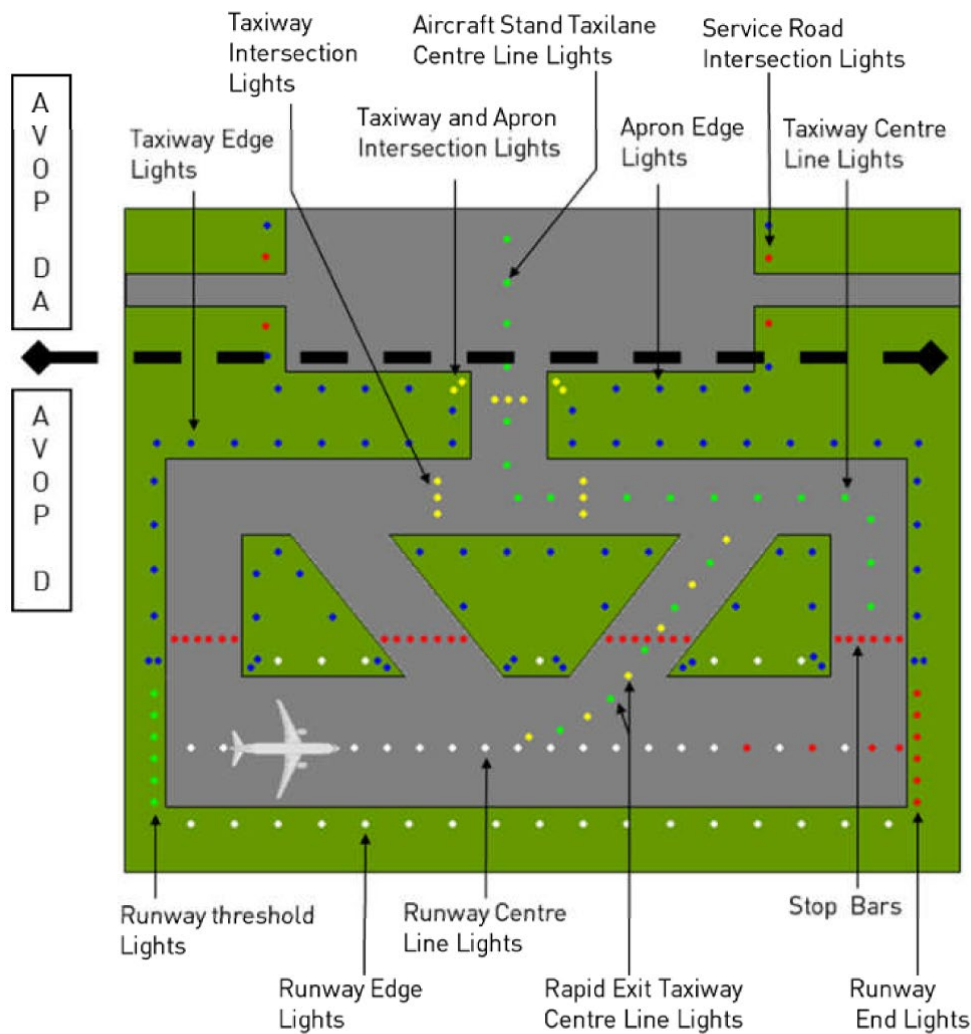 Taxiway
Intersection
Lights
Aircraft Stand Taxilane
Centre Line Lights
Service Road
Intersection Lights
Taxiway Edge
Lights
Taxiway and Apron
Intersection Lights
Apron Edge
Lights
Taxiway Centre
Line Lights
A
V
O
P
D
A
A
V
O
P
D
Runway threshold
Lights
Runway Centre
Line Lights
Stop Bars
Runway Edge
Lights
Rapid Exit Taxiway
Centre Line Lights
Runway
End Lights